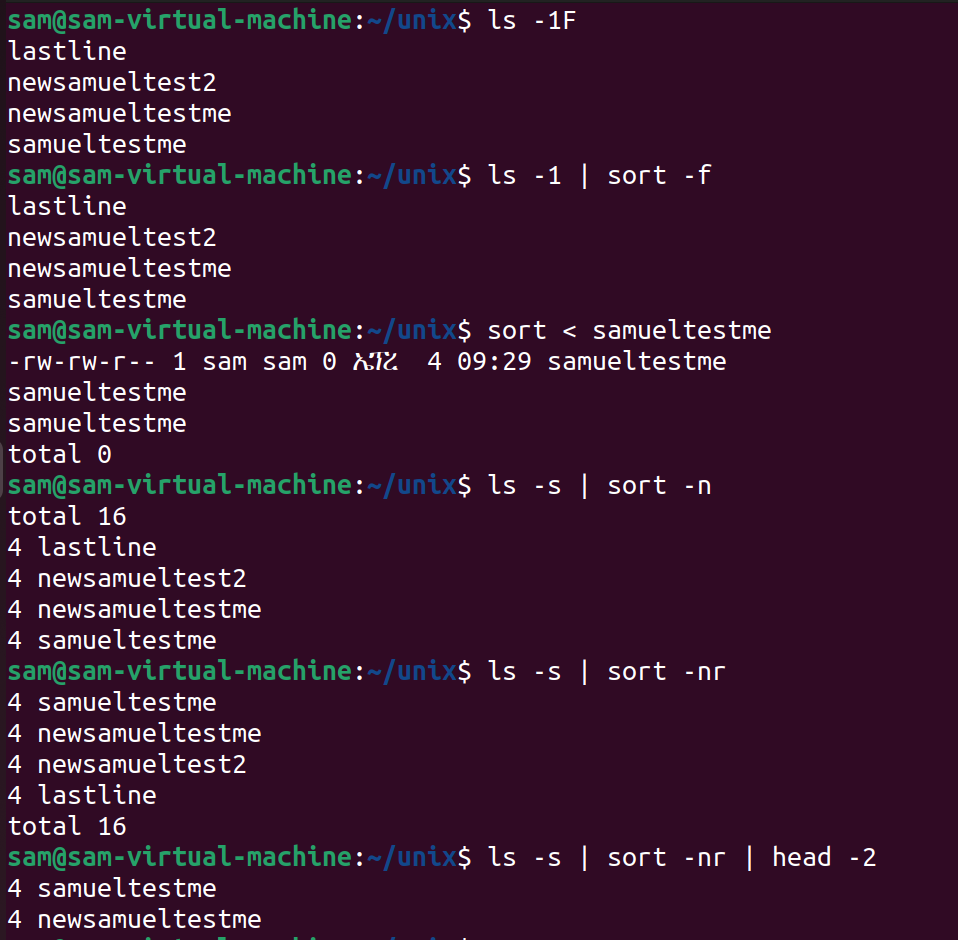 sam@sam-virtual-machine:~/unix$ ls -1F
lastline
newsamueltest2
newsamueltestme
samueltestme
sam@sam-virtual-machine:~/unix$ ls -1 | sort -f
lastline
newsamueltest2
newsamueltestme
samueltestme
sam@sam-virtual-machine:~/unix$ sort < samueltestme
-rw-rw-r-- 1 sam sam 0 ኤፕረ  4 09:29 samueltestme
samueltestme
samueltestme
total 0
sam@sam-virtual-machine:~/unix$ ls -s | sort -n
total 16
4 lastline
4 newsamueltest2
4 newsamueltestme
4 samueltestme
sam@sam-virtual-machine:~/unix$ ls -s | sort -nr
4 samueltestme
4 newsamueltestme
4 newsamueltest2
4 lastline
total 16
sam@sam-virtual-machine:~/unix$ ls -s | sort -nr | head -2
4 samueltestme
4 newsamueltestme